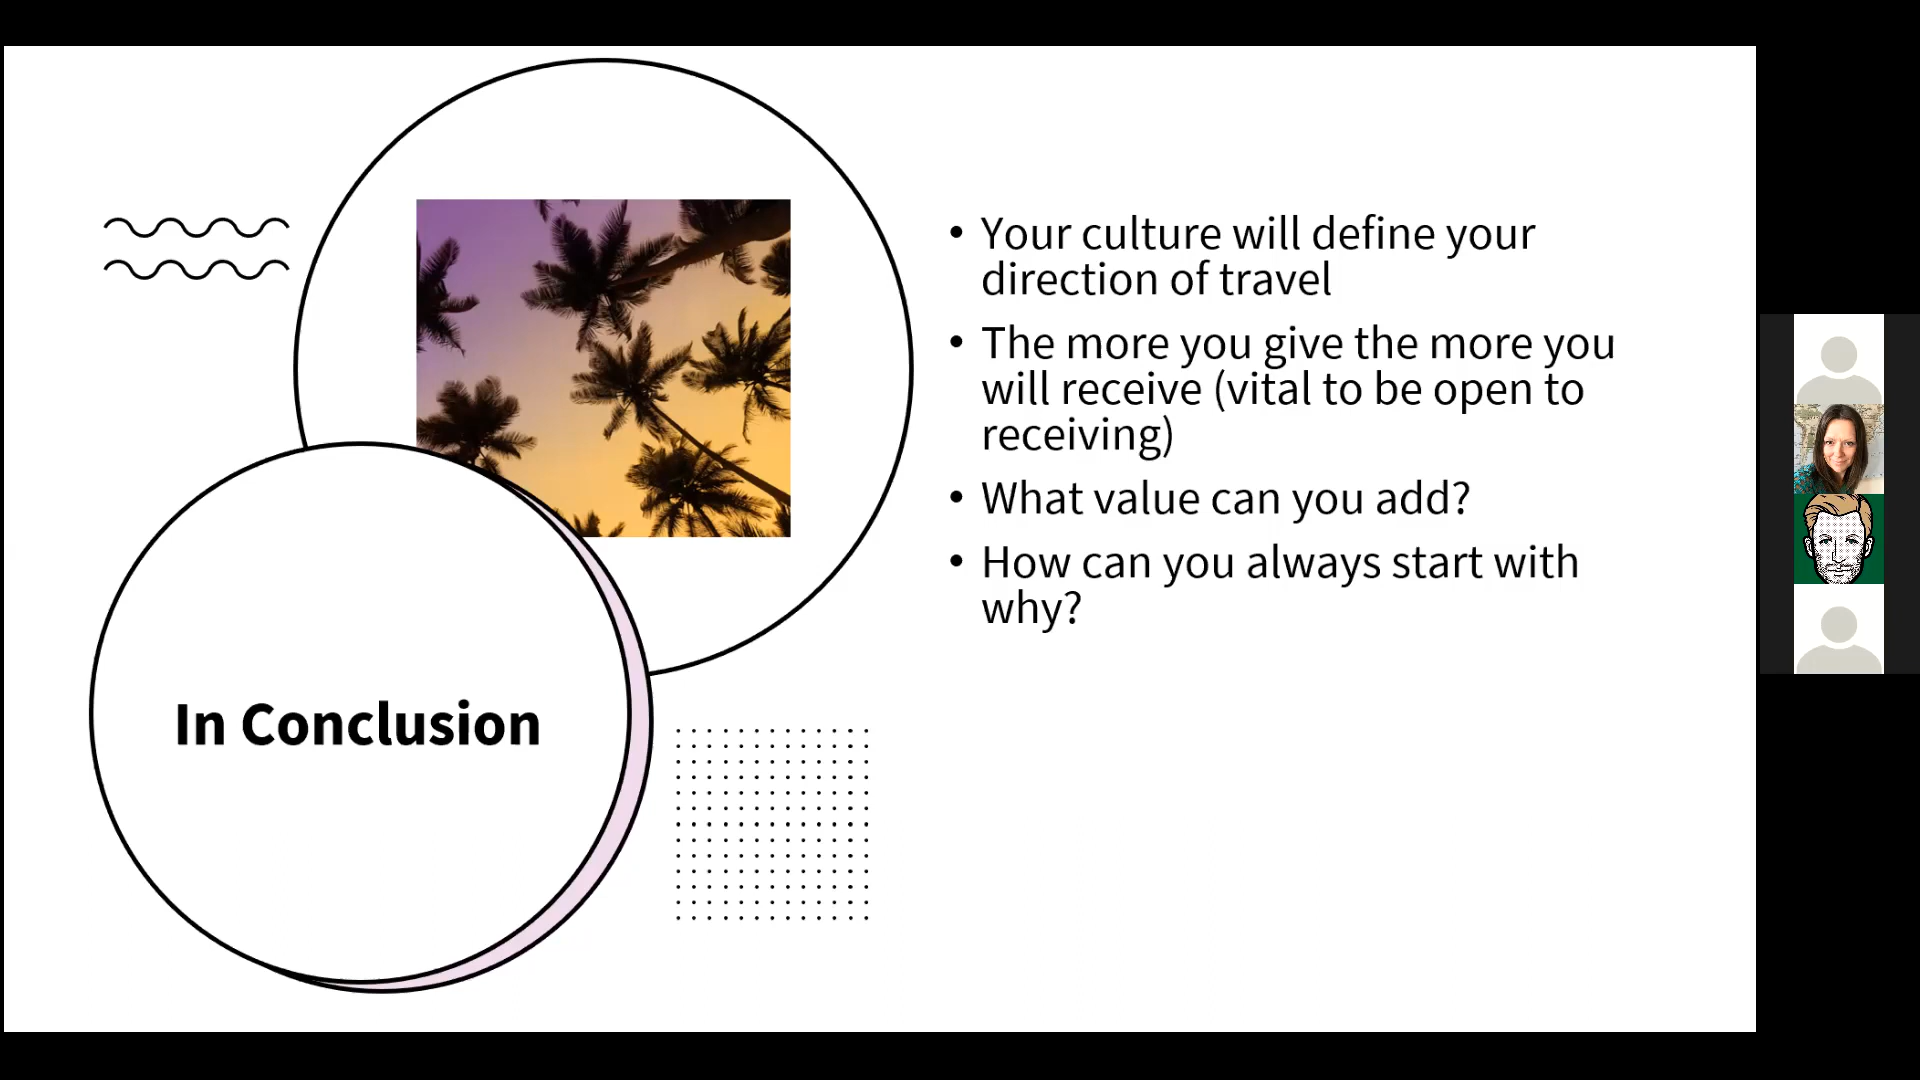 In Conclusion
• Your culture will define your
direction of travel
• The more you give the more you
will receive (vital to be open to
receiving)
• What value can you add?
• How can you always start with
why?